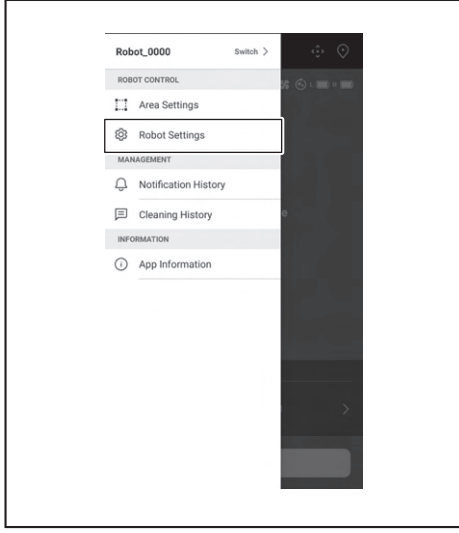 Robot_0000 Switch >
ROBOT CONTROL
Area Settings
Robot Settings
MANAGEMENT
Notification History
Cleaning History
INFORMATION
App Information